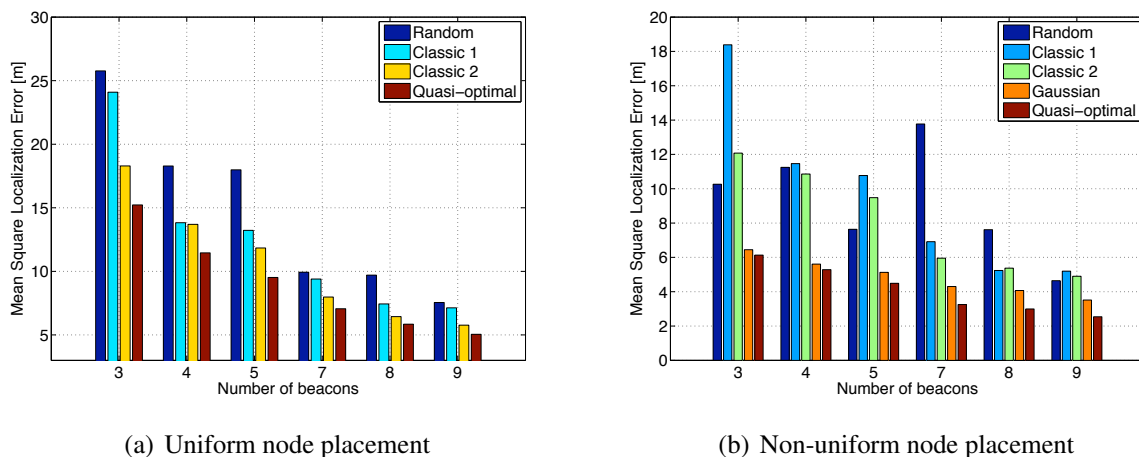 30
25
20
15
10
5
3
4
5
7
8
9
Number of beacons
Mean Square Localization Error [m]
Random
Classic 1
Classic 2
Quasi−optimal
(a) Uniform node placement
20
18
16
14
12
10
8
6
4
2
0
3
4
5
7
8
9
Number of beacons
Mean Square Localization Error [m]
Random
Classic 1
Classic 2
Gaussian
Quasi−optimal
(b) Non-uniform node placement